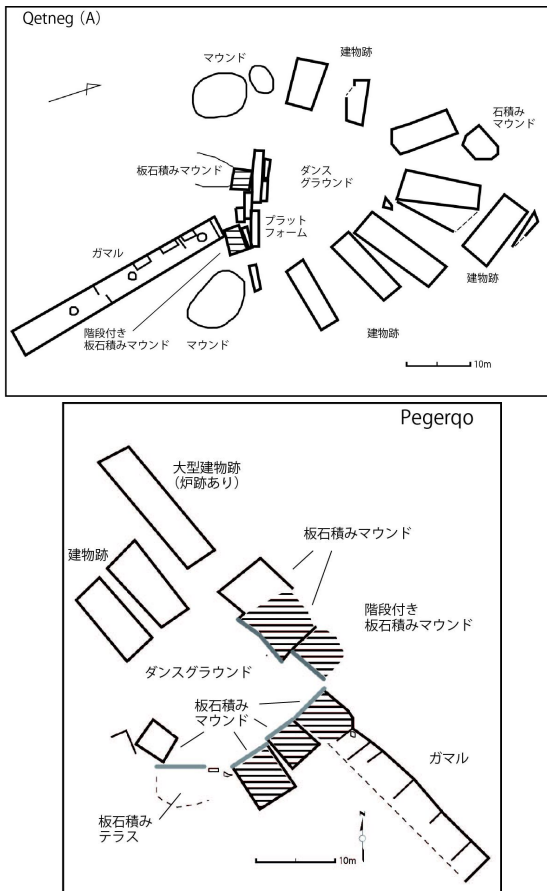 Qetneg (A)
マウンド
建物跡
石積み
マウンド
板石積みマウンド
ダンス
グラウンド
プラット
フォーム
ガマル
建物跡
階段付き
板石積みマウンド
マウンド
建物跡
10m
Pegerqo
大型建物跡
(炉跡あり)
板石積みマウンド
建物跡
階段付き
板石積みマウンド
ダンスグラウンド
板石積み
マウンド
ガマル
板石積み
テラス
N
10m